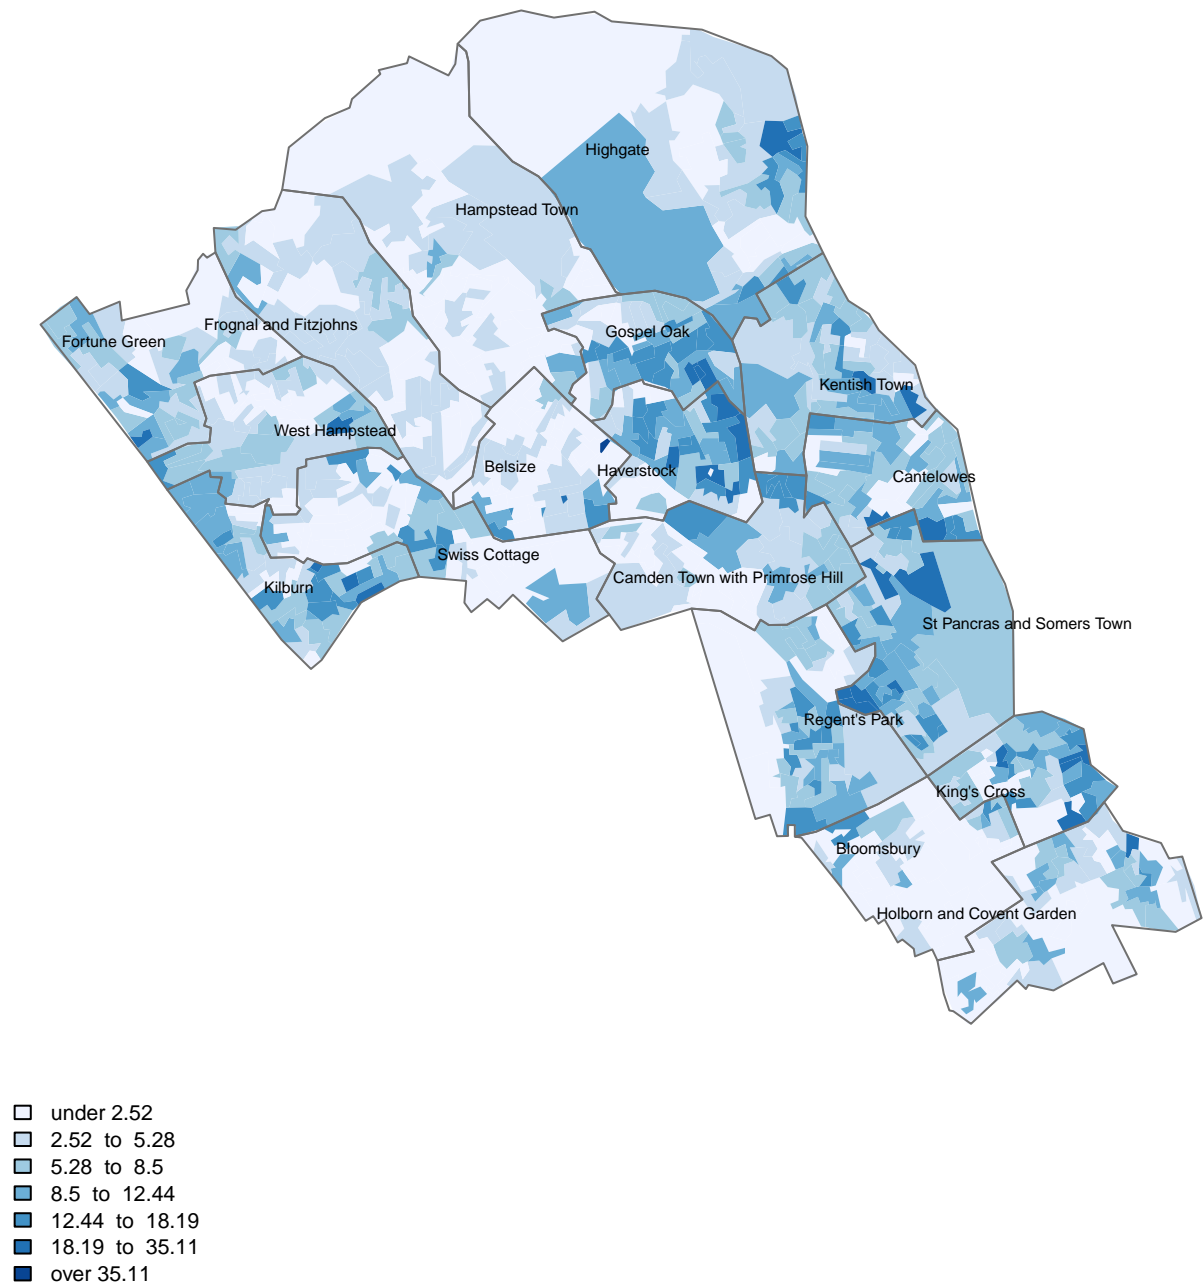 Highgate
Hampstead Town
Frognal and Fitzjohns
Gospel Oak
Fortune Green
Kentish Town
West Hampstead
Belsize
Haverstock
Cantelowes
Swiss Cottage
Camden Town with Primrose Hill
Kilburn
St Pancras and Somers Town
Regent's Park
King's Cross
Bloomsbury
Holborn and Covent Garden
under 2.52
2.52 to 5.28
5.28 to 8.5
8.5 to 12.44
12.44 to 18.19
18.19 to 35.11
over 35.11